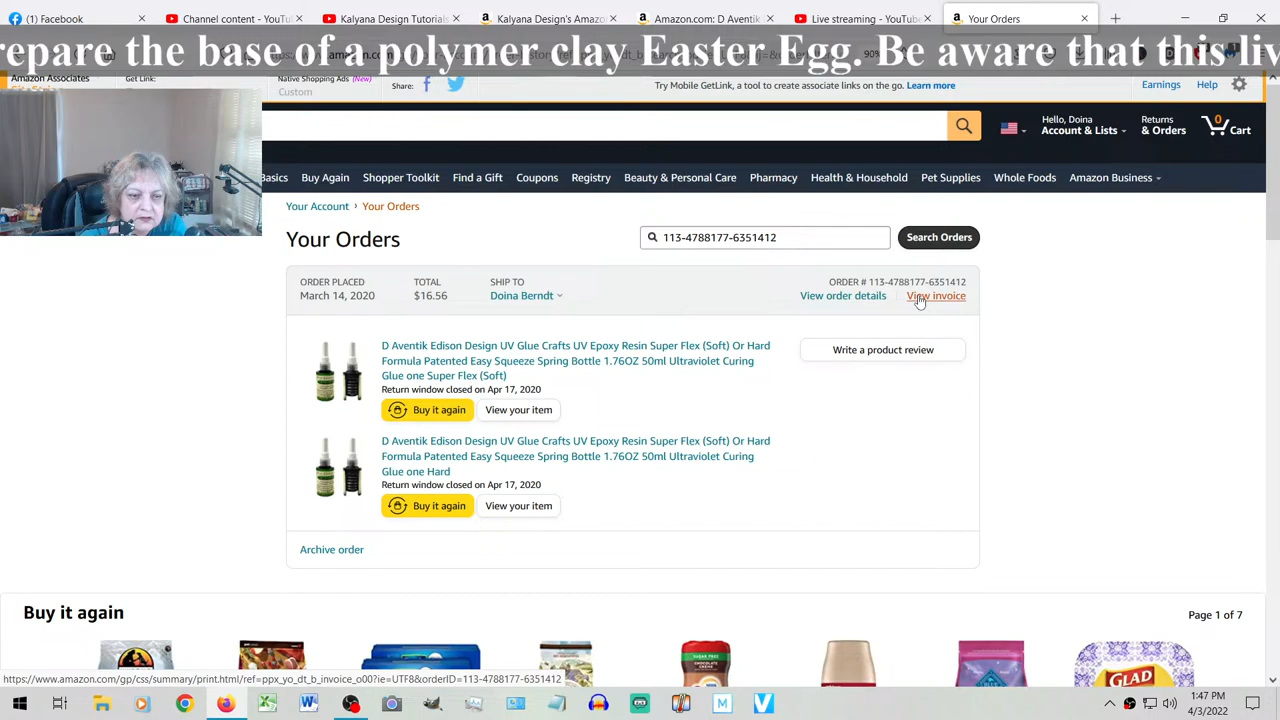 (1) Facebook
Channel content - YouTu
Kalyana Design Tutorials
Kalyana Design's Amazo
Amazon.com: D Aventik
Live streaming - YouTub
Your Orders
repare the base of a polymer clay Easter Egg. Be aware that this liv
90%
Amazon Associates
Get Link:
Native Shopping Ads (New)
Custom
Share:
Try Mobile GetLink, a tool to create associate links on the go. Learn more
Earnings
Help
Hello, Doina
Account & Lists
Returns
& Orders
0
Cart
Basics
Buy Again
Shopper Toolkit
Find a Gift
Coupons
Registry
Beauty & Personal Care
Pharmacy
Health & Household
Pet Supplies
Whole Foods
Amazon Business
Your Account › Your Orders
Your Orders
113-4788177-6351412
Search Orders
ORDER PLACED
March 14, 2020
TOTAL
$16.56
SHIP TO
Doina Berndt
ORDER # 113-4788177-6351412
View order details
View invoice
D Aventik Edison Design UV Glue Crafts UV Epoxy Resin Super Flex (Soft) Or Hard
Formula Patented Easy Squeeze Spring Bottle 1.76OZ 50ml Ultraviolet Curing
Glue one Super Flex (Soft)
Return window closed on Apr 17, 2020
Buy it again
View your item
Write a product review
D Aventik Edison Design UV Glue Crafts UV Epoxy Resin Super Flex (Soft) Or Hard
Formula Patented Easy Squeeze Spring Bottle 1.76OZ 50ml Ultraviolet Curing
Glue one Hard
Return window closed on Apr 17, 2020
Buy it again
View your item
Archive order
Buy it again
Page 1 of 7
SUGAR FREE
CHOCOLATE
BLUE
GLAD
https://www.amazon.com/gp/css/summary/print.html/ref=ppx_yo_dt_b_invoice_o00?ie=UTF8&orderID=113-4788177-6351412
1:47 PM
4/3/2022